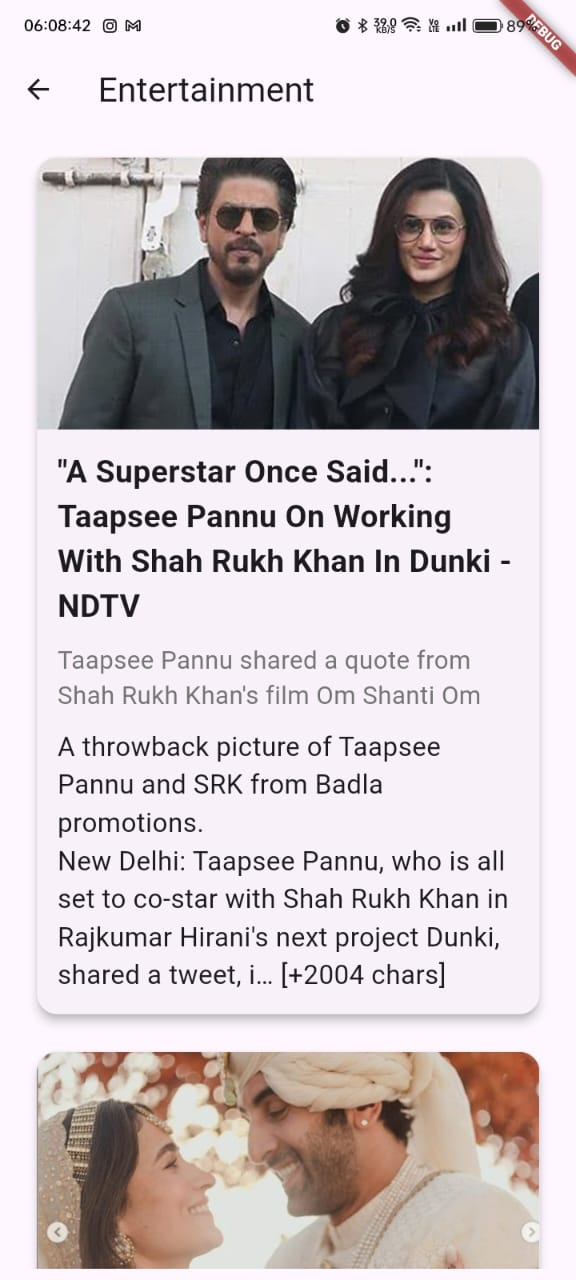 06:08:42 39.0 KB/S Vo LTE 89%
DEBUG
Entertainment
"A Superstar Once Said...":
Taapsee Pannu On Working
With Shah Rukh Khan In Dunki -
NDTV
Taapsee Pannu shared a quote from
Shah Rukh Khan's film Om Shanti Om
A throwback picture of Taapsee
Pannu and SRK from Badla
promotions.
New Delhi: Taapsee Pannu, who is all
set to co-star with Shah Rukh Khan in
Rajkumar Hirani's next project Dunki,
shared a tweet, i… [+2004 chars]